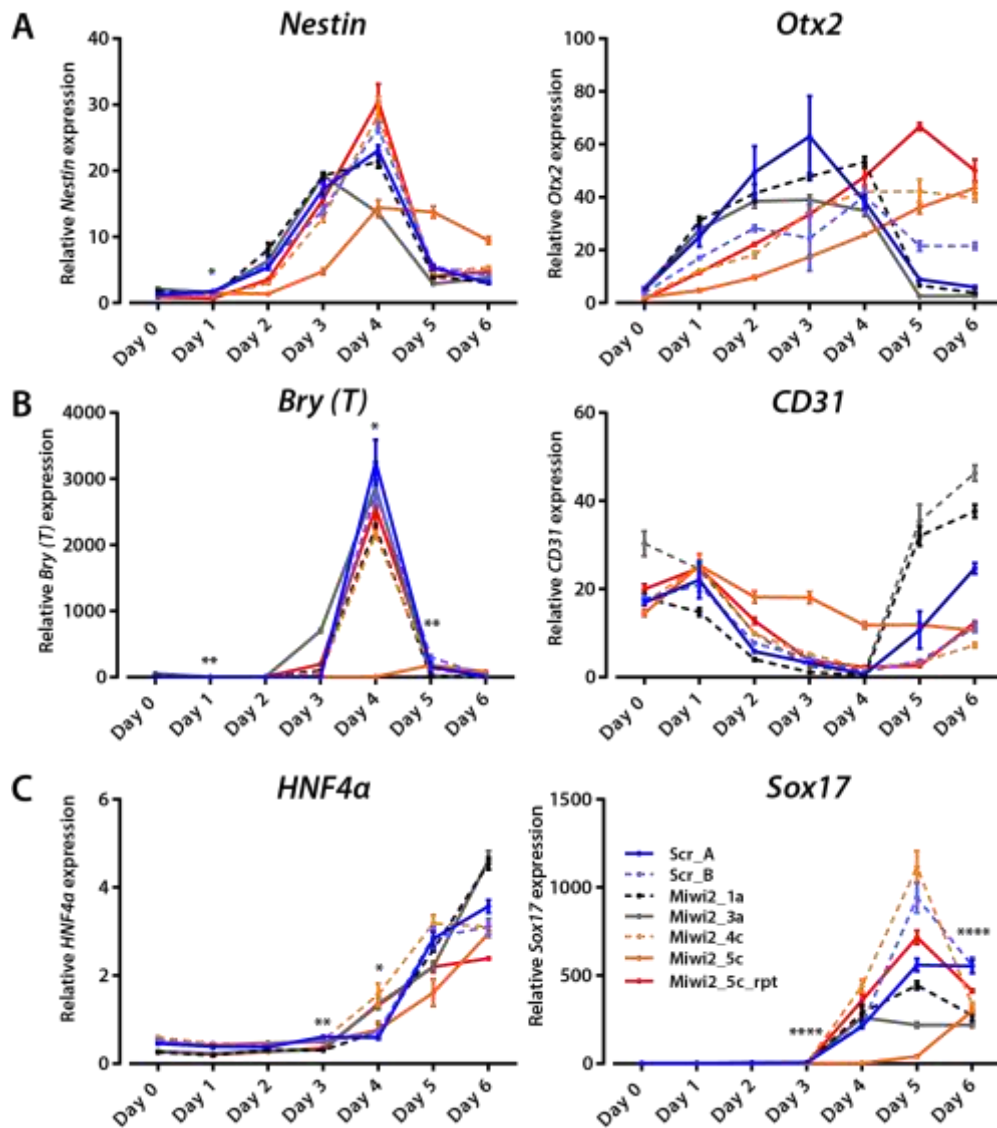 A
Nestin
Relative Nestin expression
40
30
20
10
0
*
Day 0 Day 1 Day 2 Day 3 Day 4 Day 5 Day 6
Otx2
Relative Otx2 expression
100
80
60
40
20
0
Day 0 Day 1 Day 2 Day 3 Day 4 Day 5 Day 6
B
Bry (T)
Relative Bry (T) expression
4000
3000
2000
1000
0
*
**
**
Day 0 Day 1 Day 2 Day 3 Day 4 Day 5 Day 6
CD31
Relative CD31 expression
60
40
20
0
Day 0 Day 1 Day 2 Day 3 Day 4 Day 5 Day 6
C
HNF4a
Relative HNF4a expression
6
4
2
0
*
**
Day 0 Day 1 Day 2 Day 3 Day 4 Day 5 Day 6
Sox17
Relative Sox17 expression
1500
1000
500
0
Scr_A
Scr_B
Miwi2_1a
Miwi2_3a
Miwi2_4c
Miwi2_5c
Miwi2_5c_rpt
****
****
Day 0 Day 1 Day 2 Day 3 Day 4 Day 5 Day 6